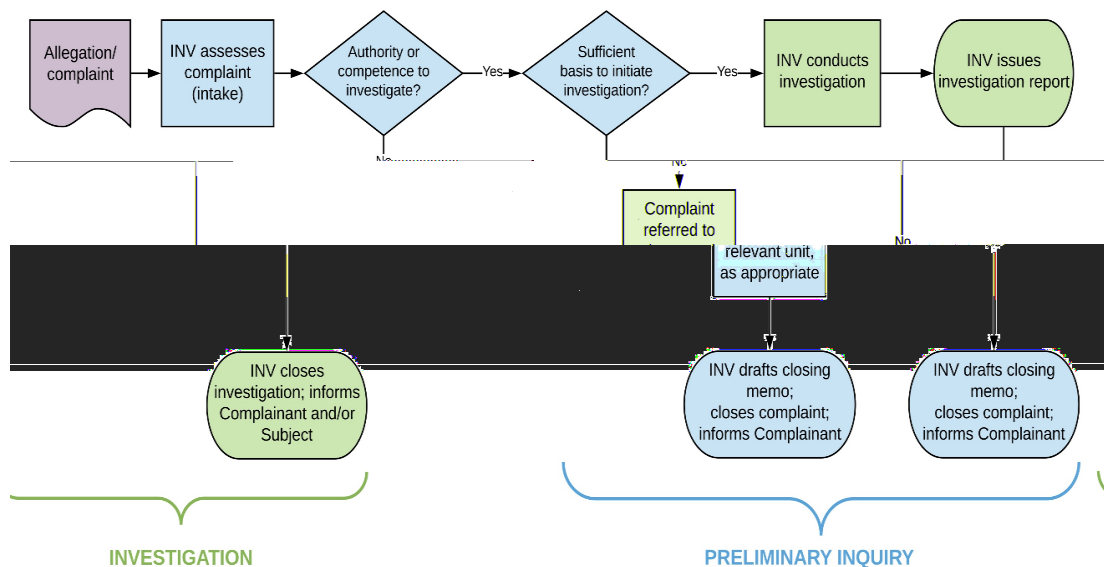 Allegation/
complaint
INV assesses
complaint
(intake)
Authority or
competence to
investigate?
Yes
Sufficient
basis to initiate
investigation?
Yes
INV conducts
investigation
INV issues
investigation report
No
No
Complaint
referred to
relevant unit,
as appropriate
No
INV closes
investigation; informs
Complainant and/or
Subject
INV drafts closing
memo;
closes complaint;
informs Complainant
INV drafts closing
memo;
closes complaint;
informs Complainant
INVESTIGATION
PRELIMINARY INQUIRY